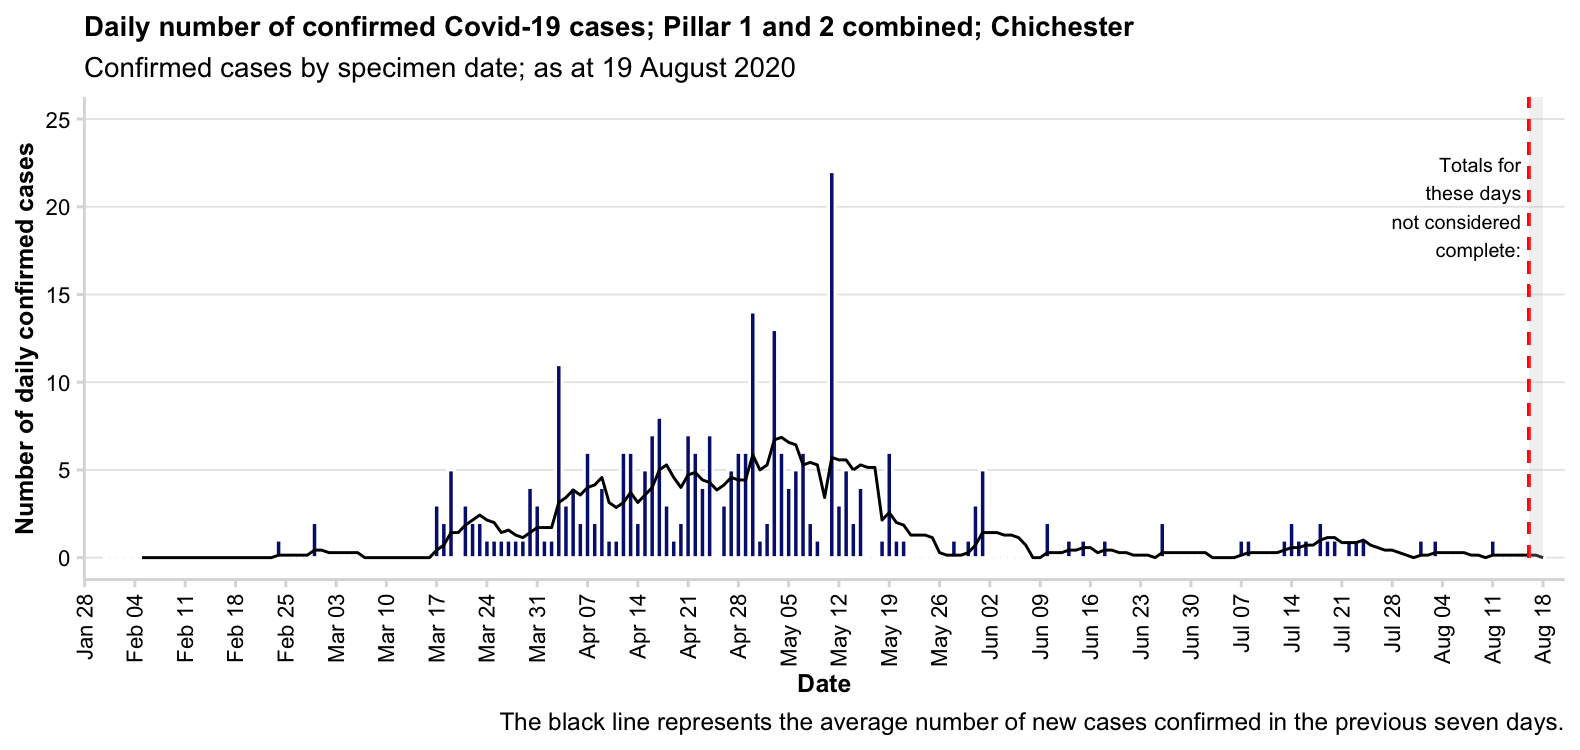 Daily number of confirmed Covid-19 cases; Pillar 1 and 2 combined; Chichester
Confirmed cases by specimen date; as at 19 August 2020
Number of daily confirmed cases
25
20
15
10
5
0
Totals for
these days
not considered
complete:
Jan 28
Feb 04
Feb 11
Feb 18
Feb 25
Mar 03
Mar 10
Mar 17
Mar 24
Mar 31
Apr 07
Apr 14
Apr 21
Apr 28
May 05
May 12
May 19
May 26
Jun 02
Jun 09
Jun 16
Jun 23
Jun 30
Jul 07
Jul 14
Jul 21
Jul 28
Aug 04
Aug 11
Aug 18
Date
The black line represents the average number of new cases confirmed in the previous seven days.